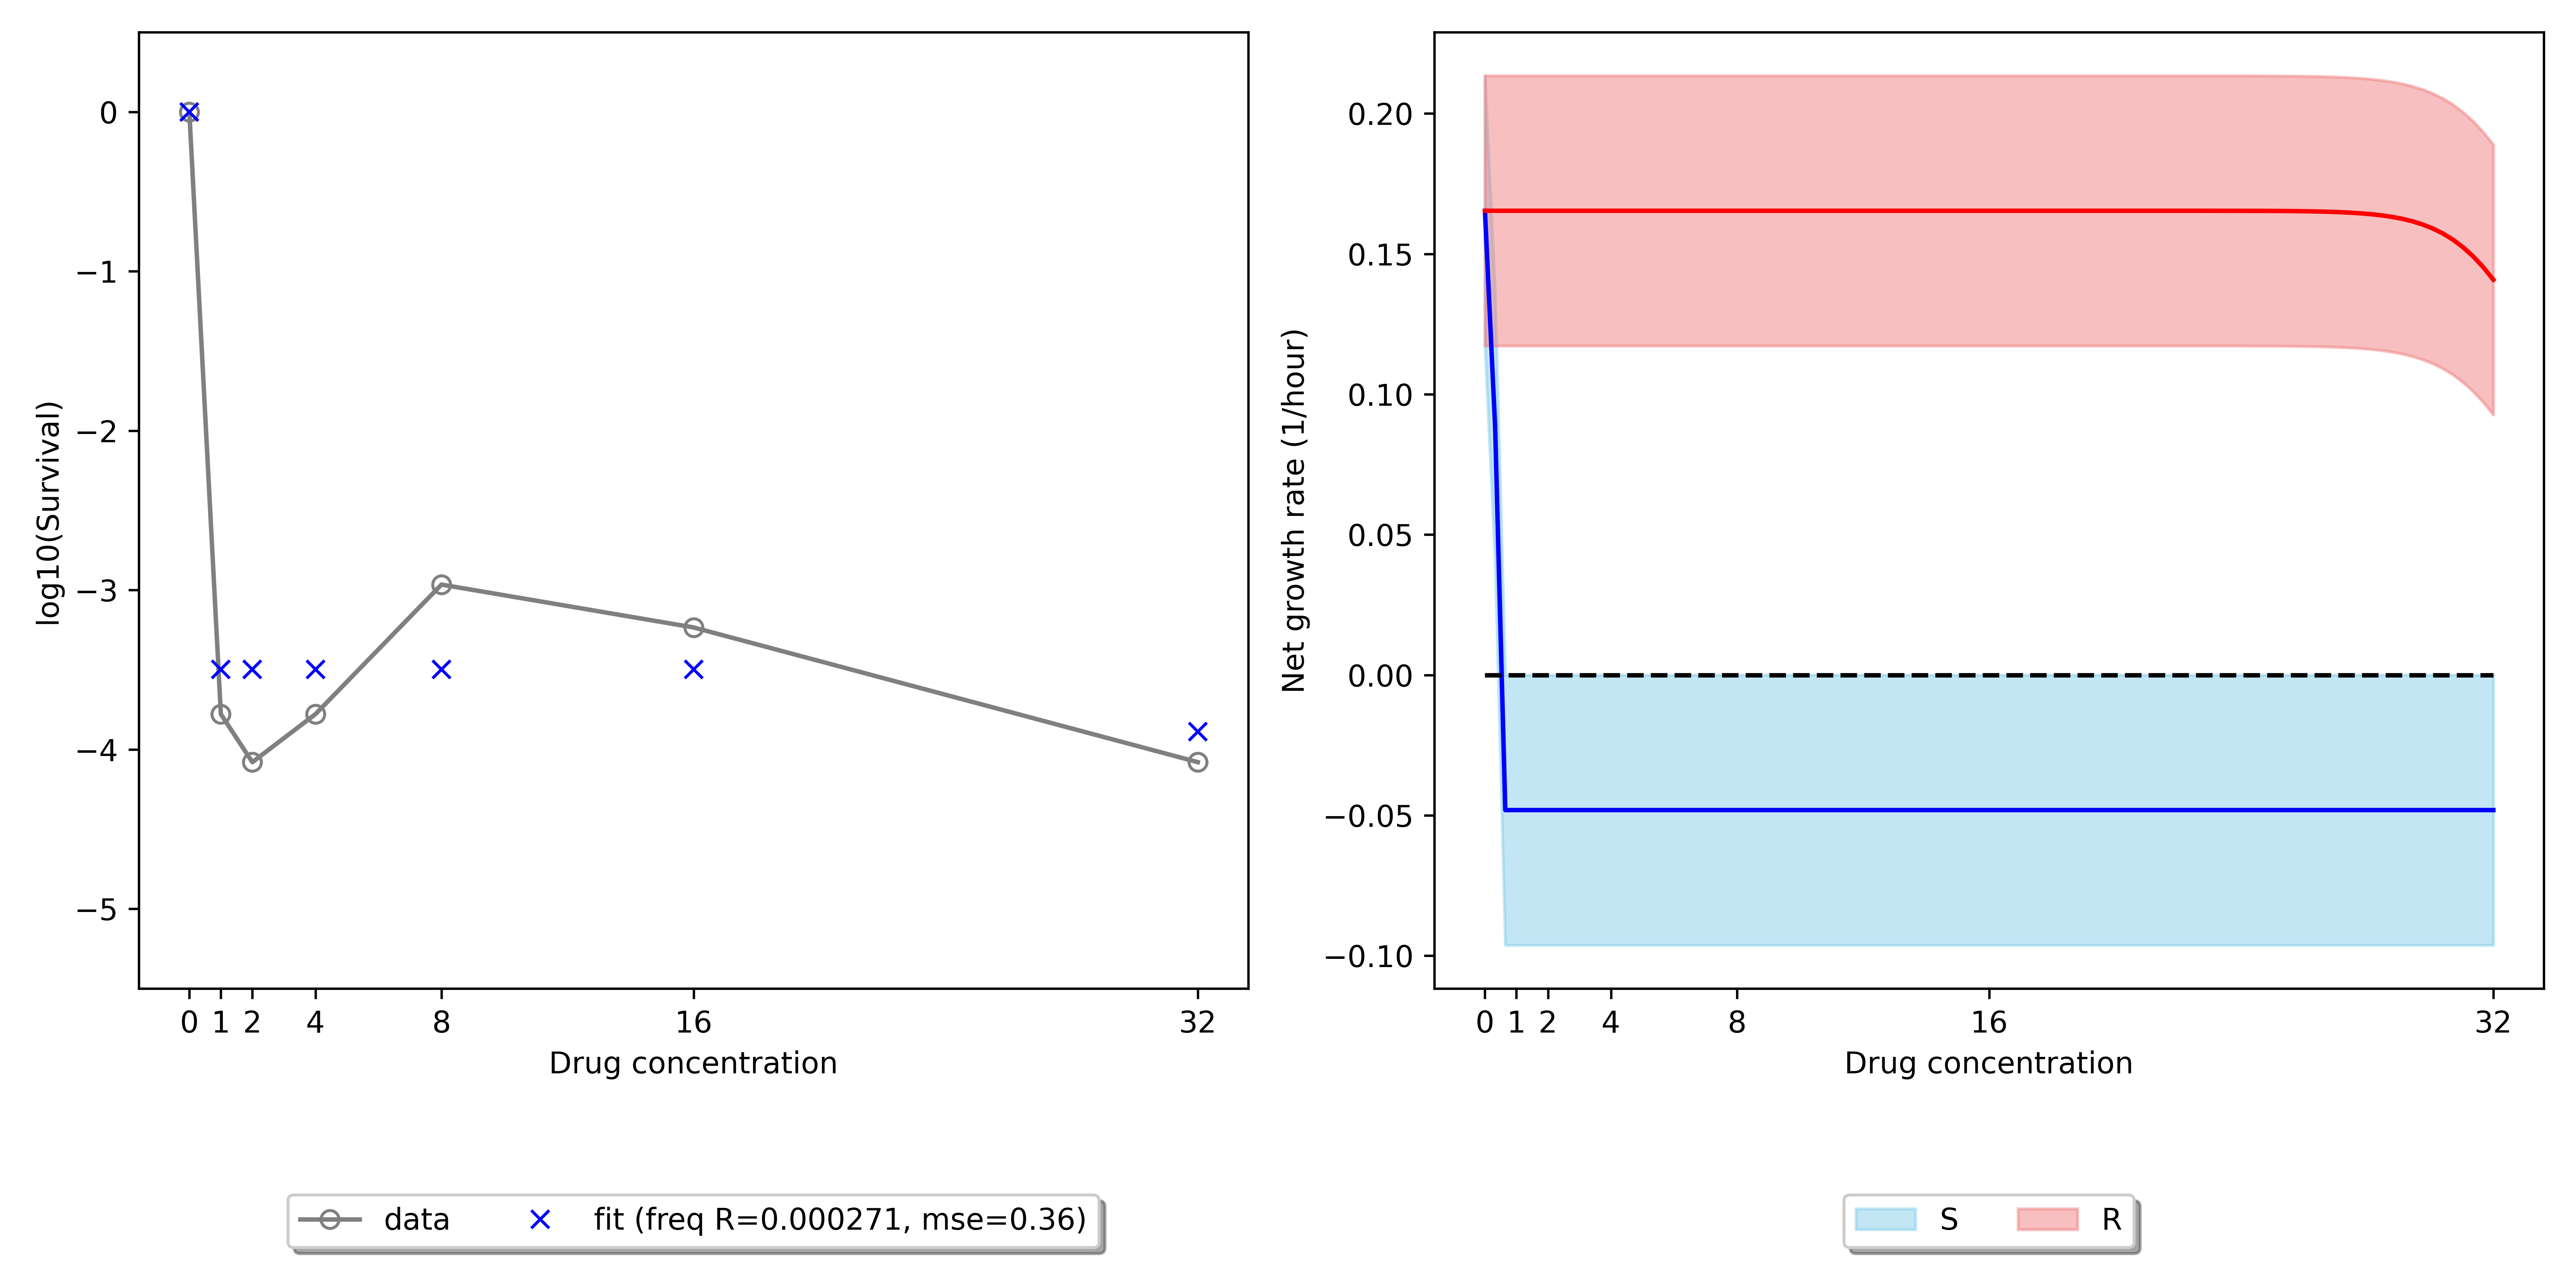 log10(Survival)
0
−1
−2
−3
−4
−5
0 1 2 4 8 16 32
Drug concentration
data fit (freq R=0.000271, mse=0.36)
Net growth rate (1/hour)
0.20
0.15
0.10
0.05
0.00
−0.05
−0.10
0 1 2 4 8 16 32
Drug concentration
S R